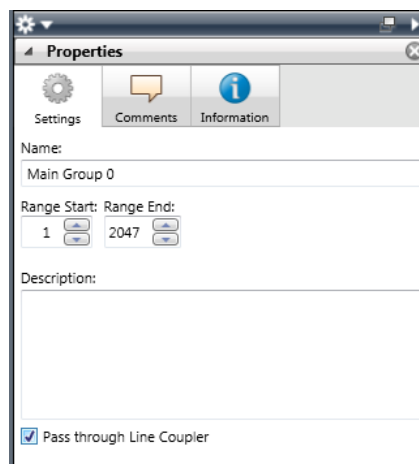 Properties
Settings Comments Information
Name:
Main Group 0
Range Start: Range End:
1 2047
Description:
Pass through Line Coupler